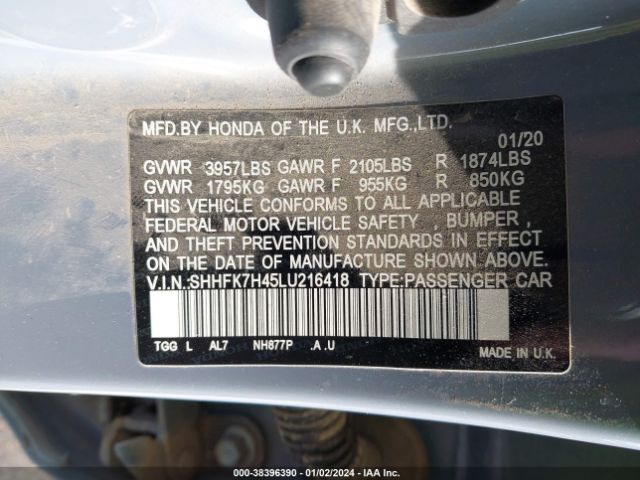 MFD.BY HONDA OF THE U.K. MFG.,LTD.
01/20
GVWR 3957LBS GAWR F 2105LBS R 1874LBS
GVWR 1795KG GAWR F 955KG R 850KG
THIS VEHICLE CONFORMS TO ALL APPLICABLE
FEDERAL MOTOR VEHICLE SAFETY , BUMPER ,
AND THEFT PREVENTION STANDARDS IN EFFECT
ON THE DATE OF MANUFACTURE SHOWN ABOVE.
V.I.N.:SHHFK7H45LU216418 TYPE:PASSENGER CAR
TGG L AL7 NH877P .A .U
MADE IN U.K.
000-38396390 - 01/02/2024 - IAA Inc.